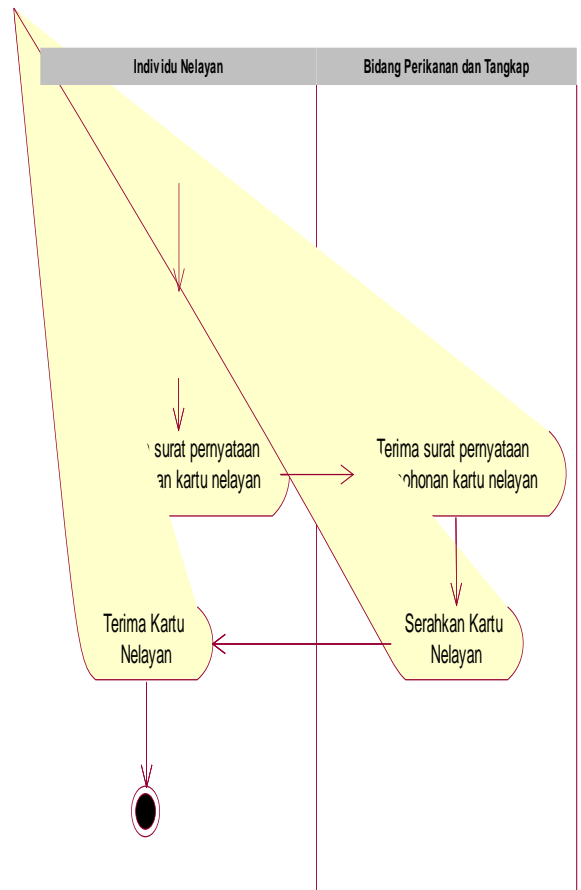 Individu Nelayan
Bidang Perikanan dan Tangkap
surat pernyataan
an kartu nelayan
Terima surat pernyataan
ohonan kartu nelayan
Terima Kartu
Nelayan
Serahkan Kartu
Nelayan